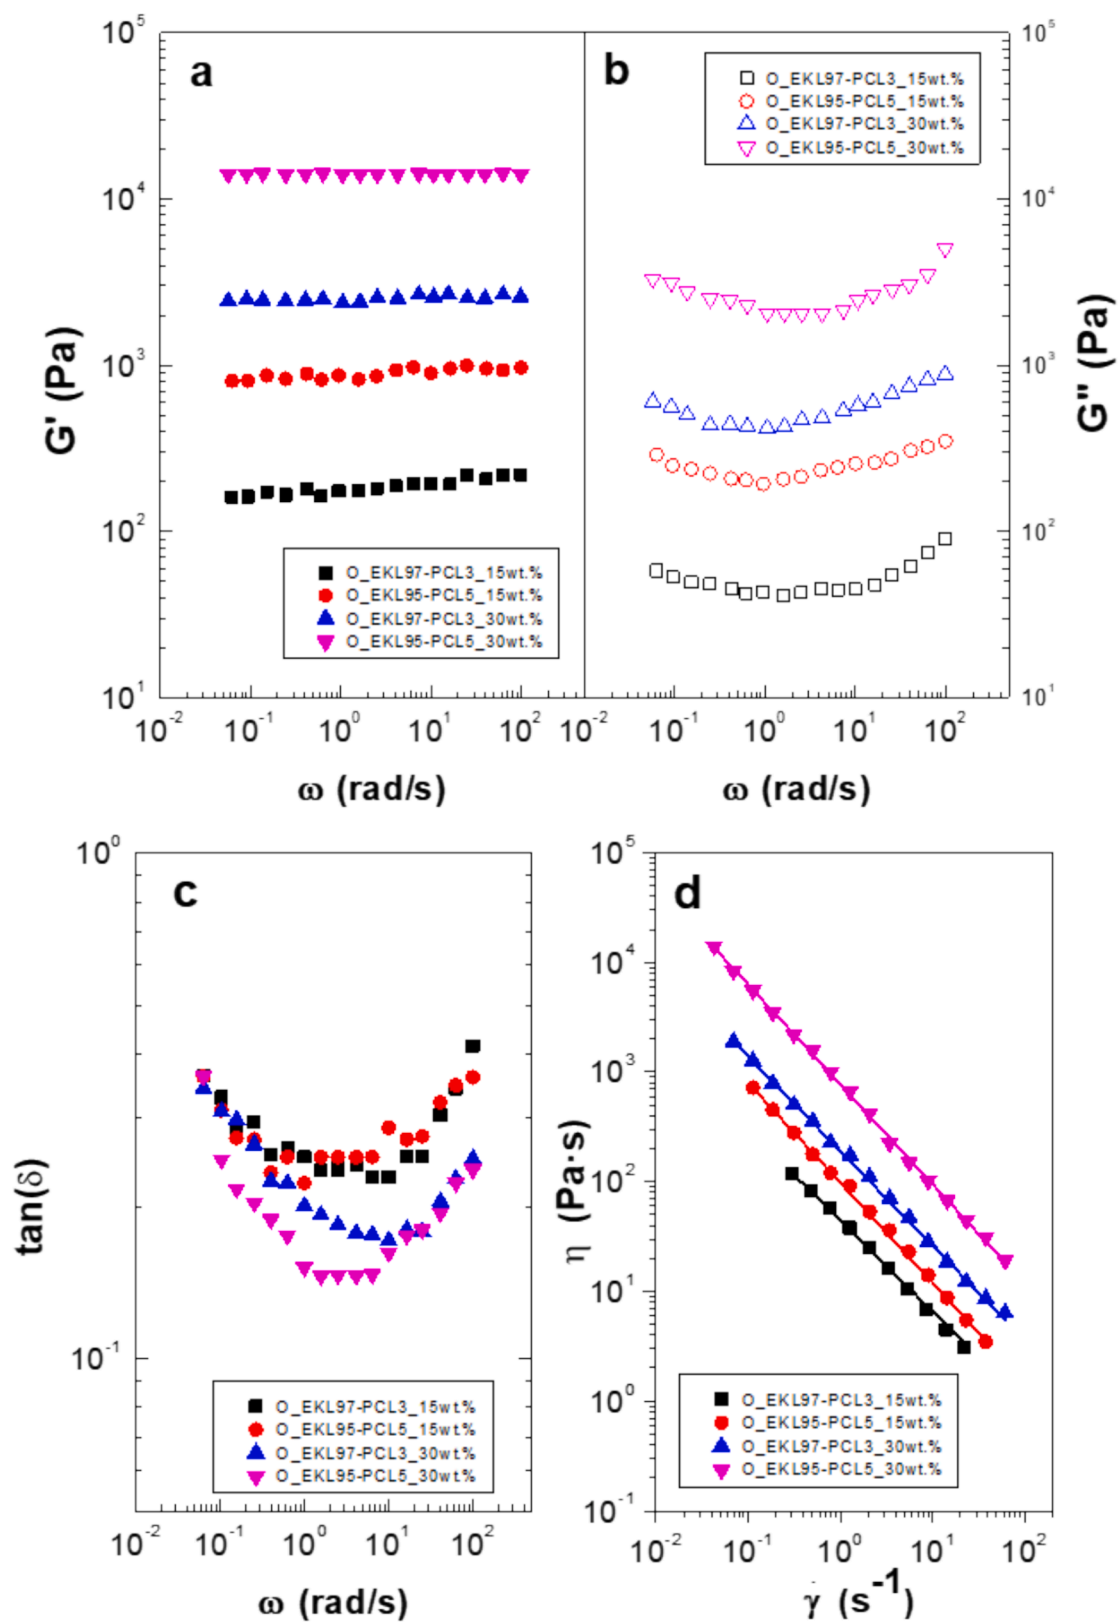 a
b
10^5
10^4
10^3
10^2
10^1
G' (Pa)
O_EKL97-PCL3_15wt.%
O_EKL95-PCL5_15wt.%
O_EKL97-PCL3_30wt.%
O_EKL95-PCL5_30wt.%
10^-2 10^-1 10^0 10^1 10^2
ω (rad/s)
O_EKL97-PCL3_15wt.%
O_EKL95-PCL5_15wt.%
O_EKL97-PCL3_30wt.%
O_EKL95-PCL5_30wt.%
10^5
10^4
10^3
10^2
10^1
G" (Pa)
10^-2 10^-1 10^0 10^1 10^2
ω (rad/s)
c
10^0
10^-1
tan(δ)
O_EKL97-PCL3_15wt.%
O_EKL95-PCL5_15wt.%
O_EKL97-PCL3_30wt.%
O_EKL95-PCL5_30wt.%
10^-2 10^-1 10^0 10^1 10^2
ω (rad/s)
d
10^5
10^4
10^3
10^2
10^1
10^0
10^-1
η (Pa·s)
O_EKL97-PCL3_15wt.%
O_EKL95-PCL5_15wt.%
O_EKL97-PCL3_30wt.%
O_EKL95-PCL5_30wt.%
10^-2 10^-1 10^0 10^1 10^2
γ̇ (s^-1)